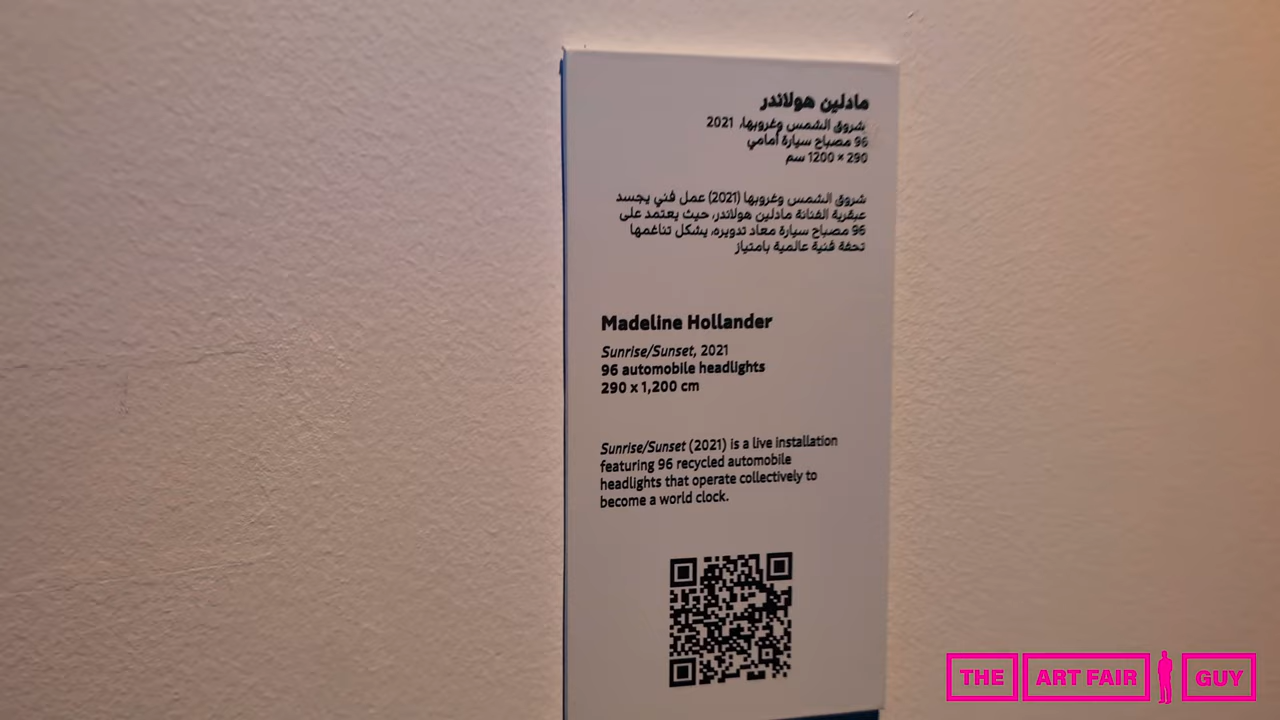 مادلين هولاندر
شروق الشمس وغروبها، 2021
96 مصباح سيارة أمامي
290 × 1200 سم
شروق الشمس وغروبها (2021) عمل فني يجسد
عبقرية الفنانة مادلين هولاندر، حيث يعتمد على
96 مصباح سيارة معاد تدويره، يشكل تناغمها
تحفة فنية عالمية بامتياز
Madeline Hollander
Sunrise/Sunset, 2021
96 automobile headlights
290 x 1,200 cm
Sunrise/Sunset (2021) is a live installation
featuring 96 recycled automobile
headlights that operate collectively to
become a world clock.
THE ART FAIR GUY